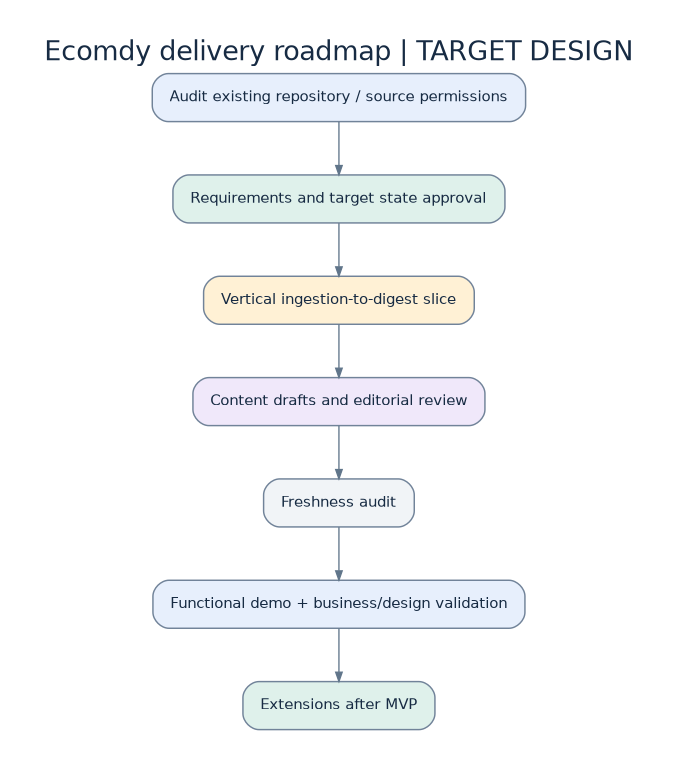 Ecomdy delivery roadmap | TARGET DESIGN
Audit existing repository / source permissions
Requirements and target state approval
Vertical ingestion-to-digest slice
Content drafts and editorial review
Freshness audit
Functional demo + business/design validation
Extensions after MVP